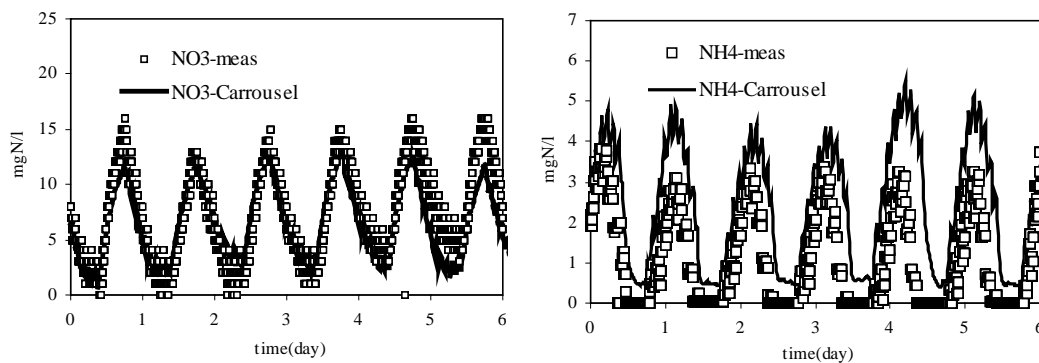 25
20
15
10
5
0
mgN/l
NO3-meas
NO3-Carrousel
0 1 2 3 4 5 6
time(day)
7
6
5
4
3
2
1
0
mgN/l
NH4-meas
NH4-Carrousel
0 1 2 3 4 5 6
time(day)